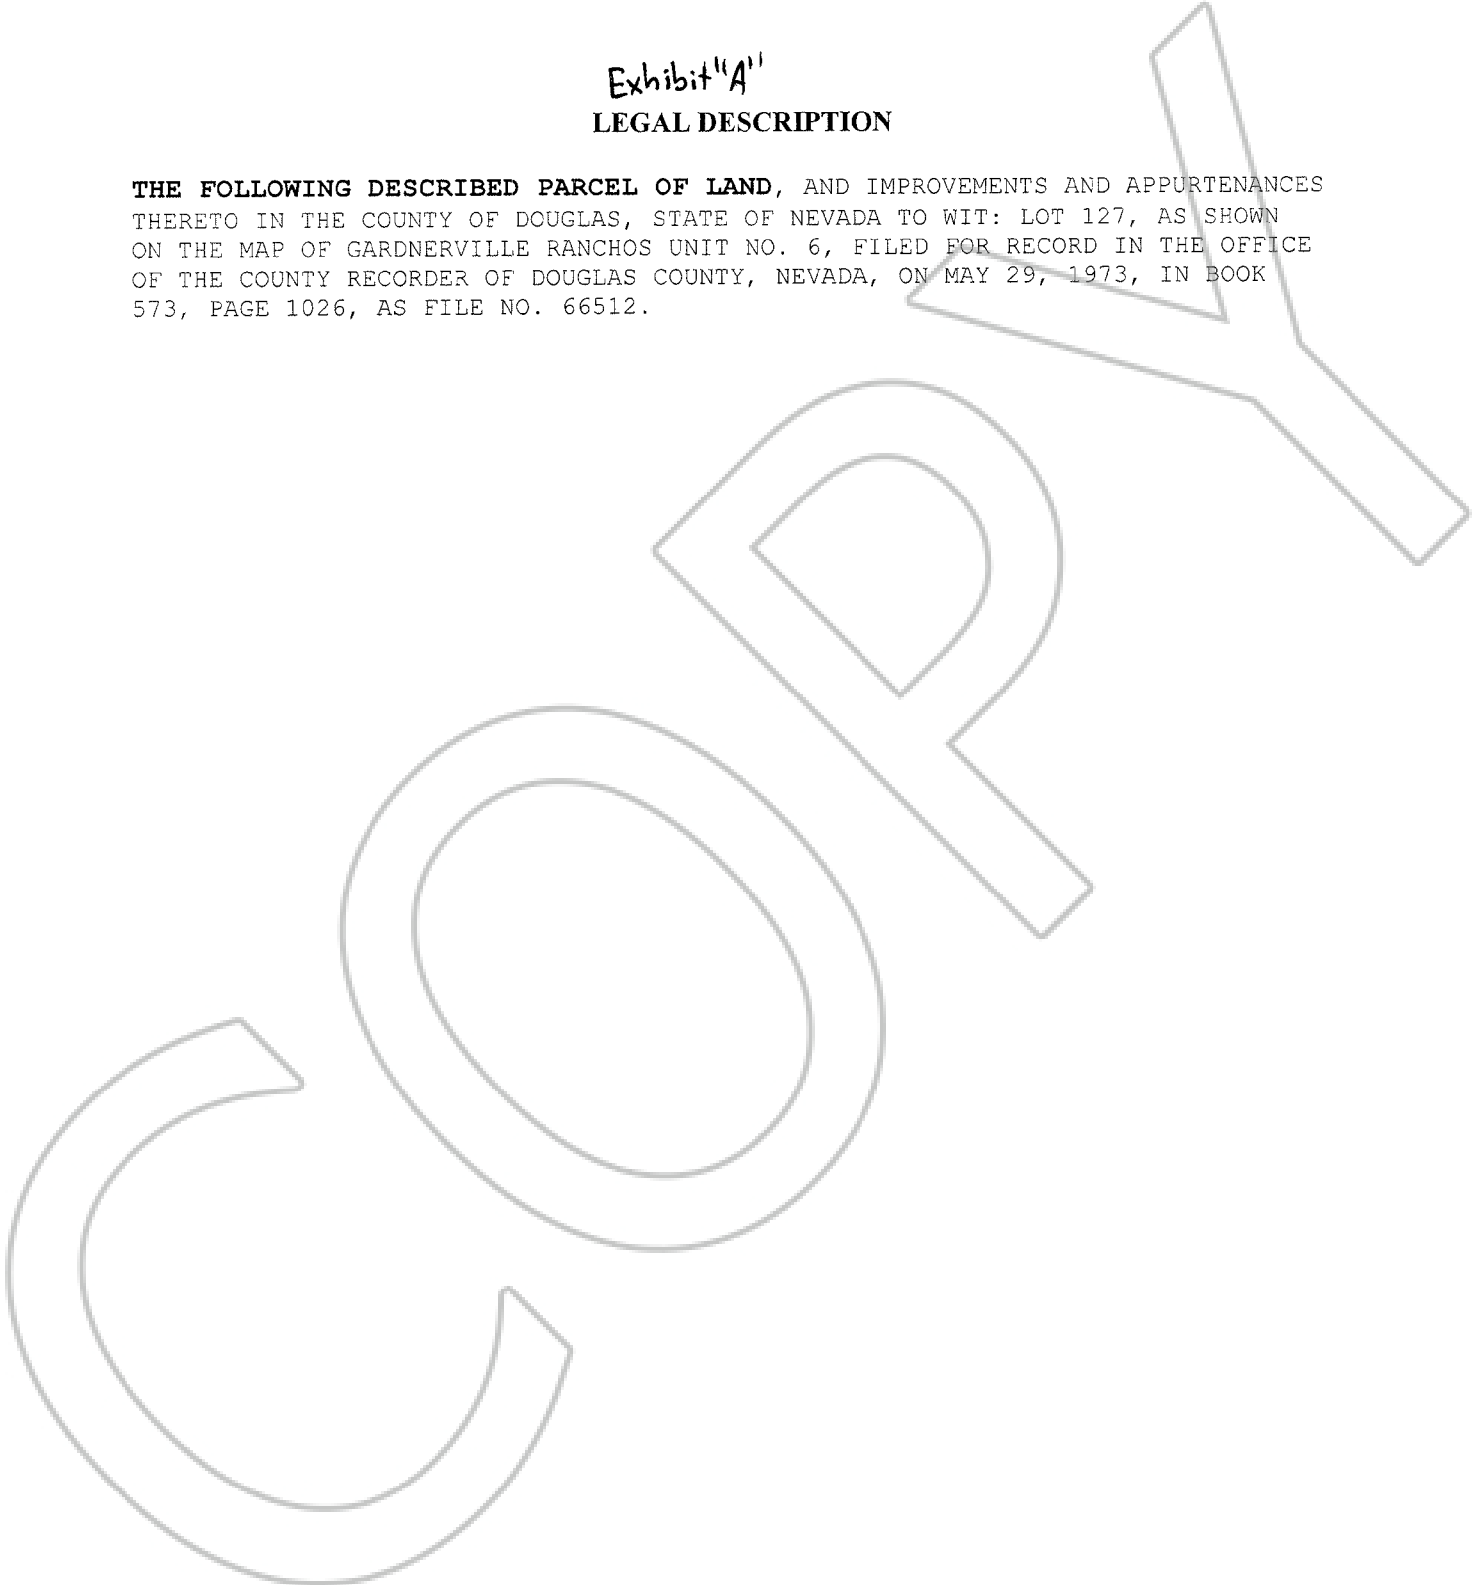 Exhibit "A"
LEGAL DESCRIPTION
THE FOLLOWING DESCRIBED PARCEL OF LAND, AND IMPROVEMENTS AND APPURTENANCES
THERETO IN THE COUNTY OF DOUGLAS, STATE OF NEVADA TO WIT: LOT 127, AS SHOWN
ON THE MAP OF GARDNERVILLE RANCHOS UNIT NO. 6, FILED FOR RECORD IN THE OFFICE
OF THE COUNTY RECORDER OF DOUGLAS COUNTY, NEVADA, ON MAY 29, 1973, IN BOOK
573, PAGE 1026, AS FILE NO. 66512.
COPY